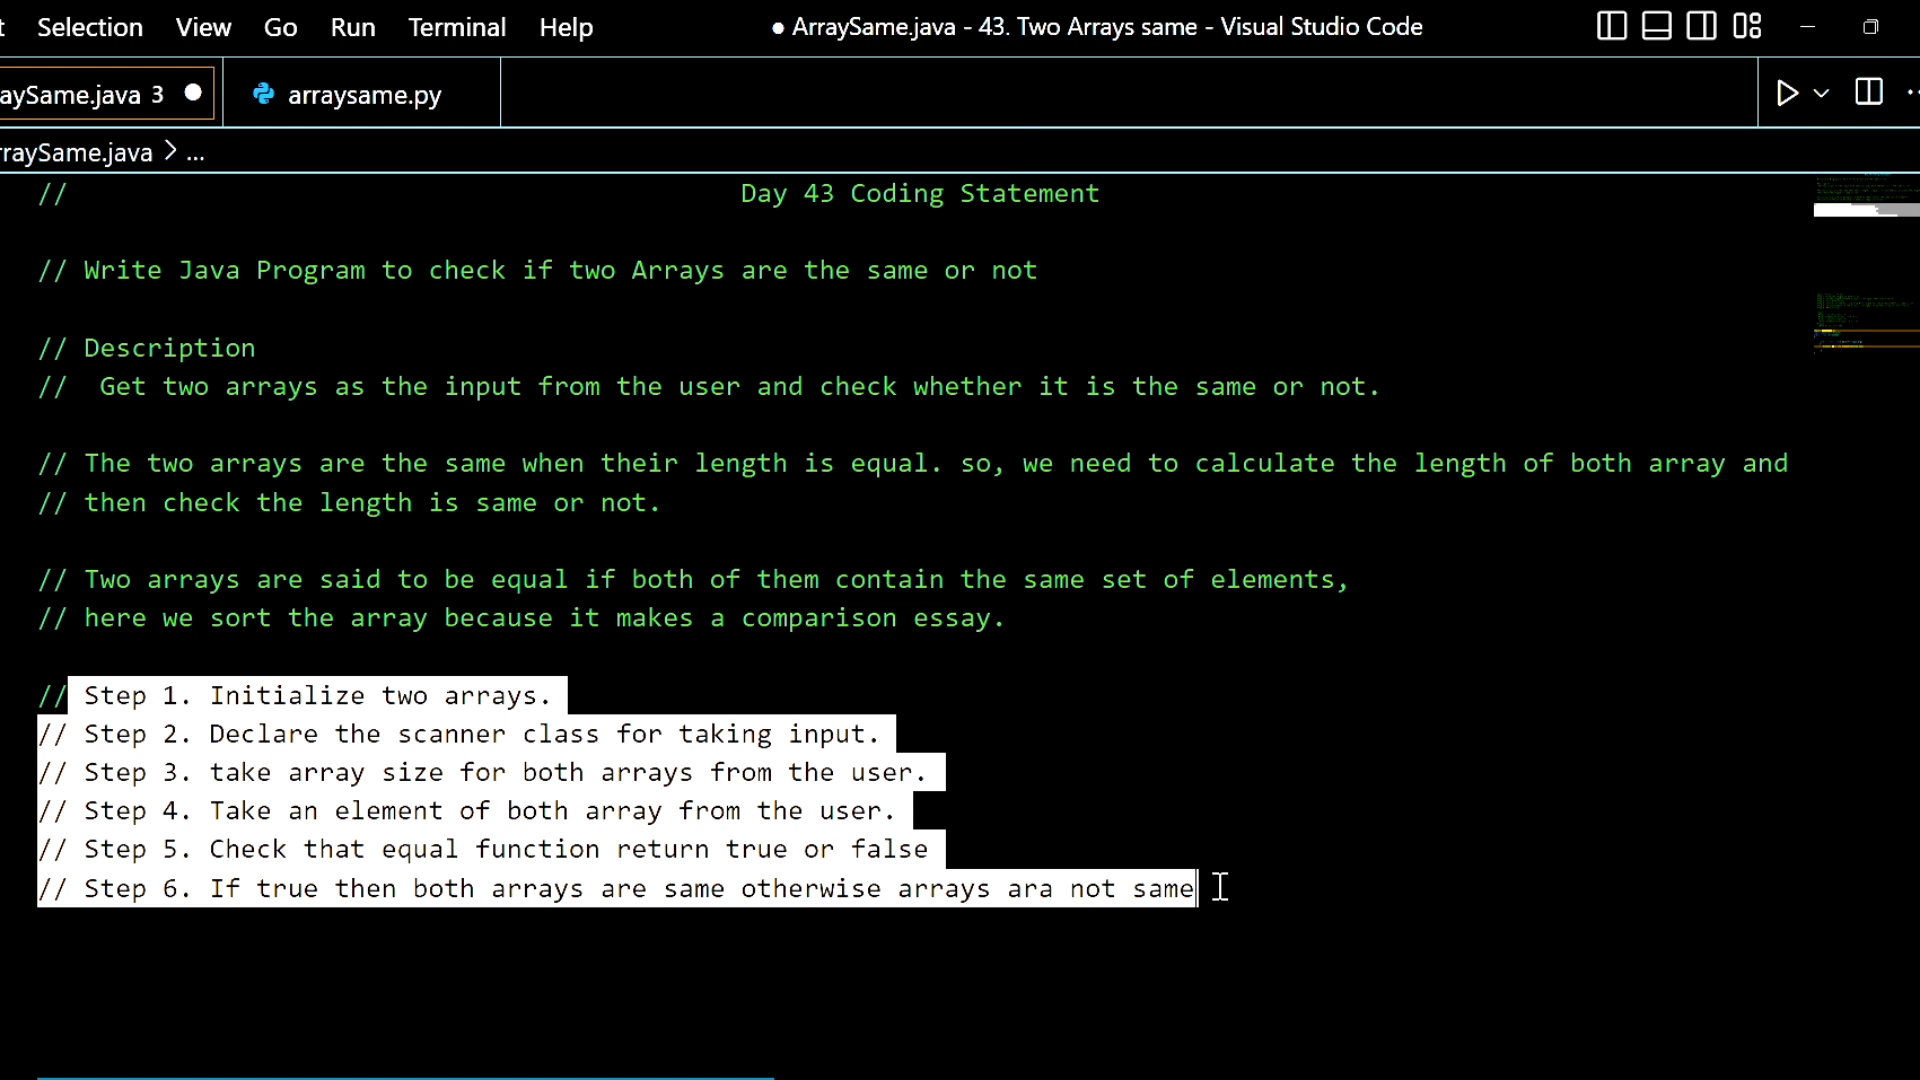 Selection View Go Run Terminal Help ● ArraySame.java - 43. Two Arrays same - Visual Studio Code
aySame.java 3 arraysame.py
raySame.java > ...
// Day 43 Coding Statement
// Write Java Program to check if two Arrays are the same or not
// Description
// Get two arrays as the input from the user and check whether it is the same or not.
// The two arrays are the same when their length is equal. so, we need to calculate the length of both array and
// then check the length is same or not.
// Two arrays are said to be equal if both of them contain the same set of elements,
// here we sort the array because it makes a comparison essay.
// Step 1. Initialize two arrays.
// Step 2. Declare the scanner class for taking input.
// Step 3. take array size for both arrays from the user.
// Step 4. Take an element of both array from the user.
// Step 5. Check that equal function return true or false
// Step 6. If true then both arrays are same otherwise arrays ara not same